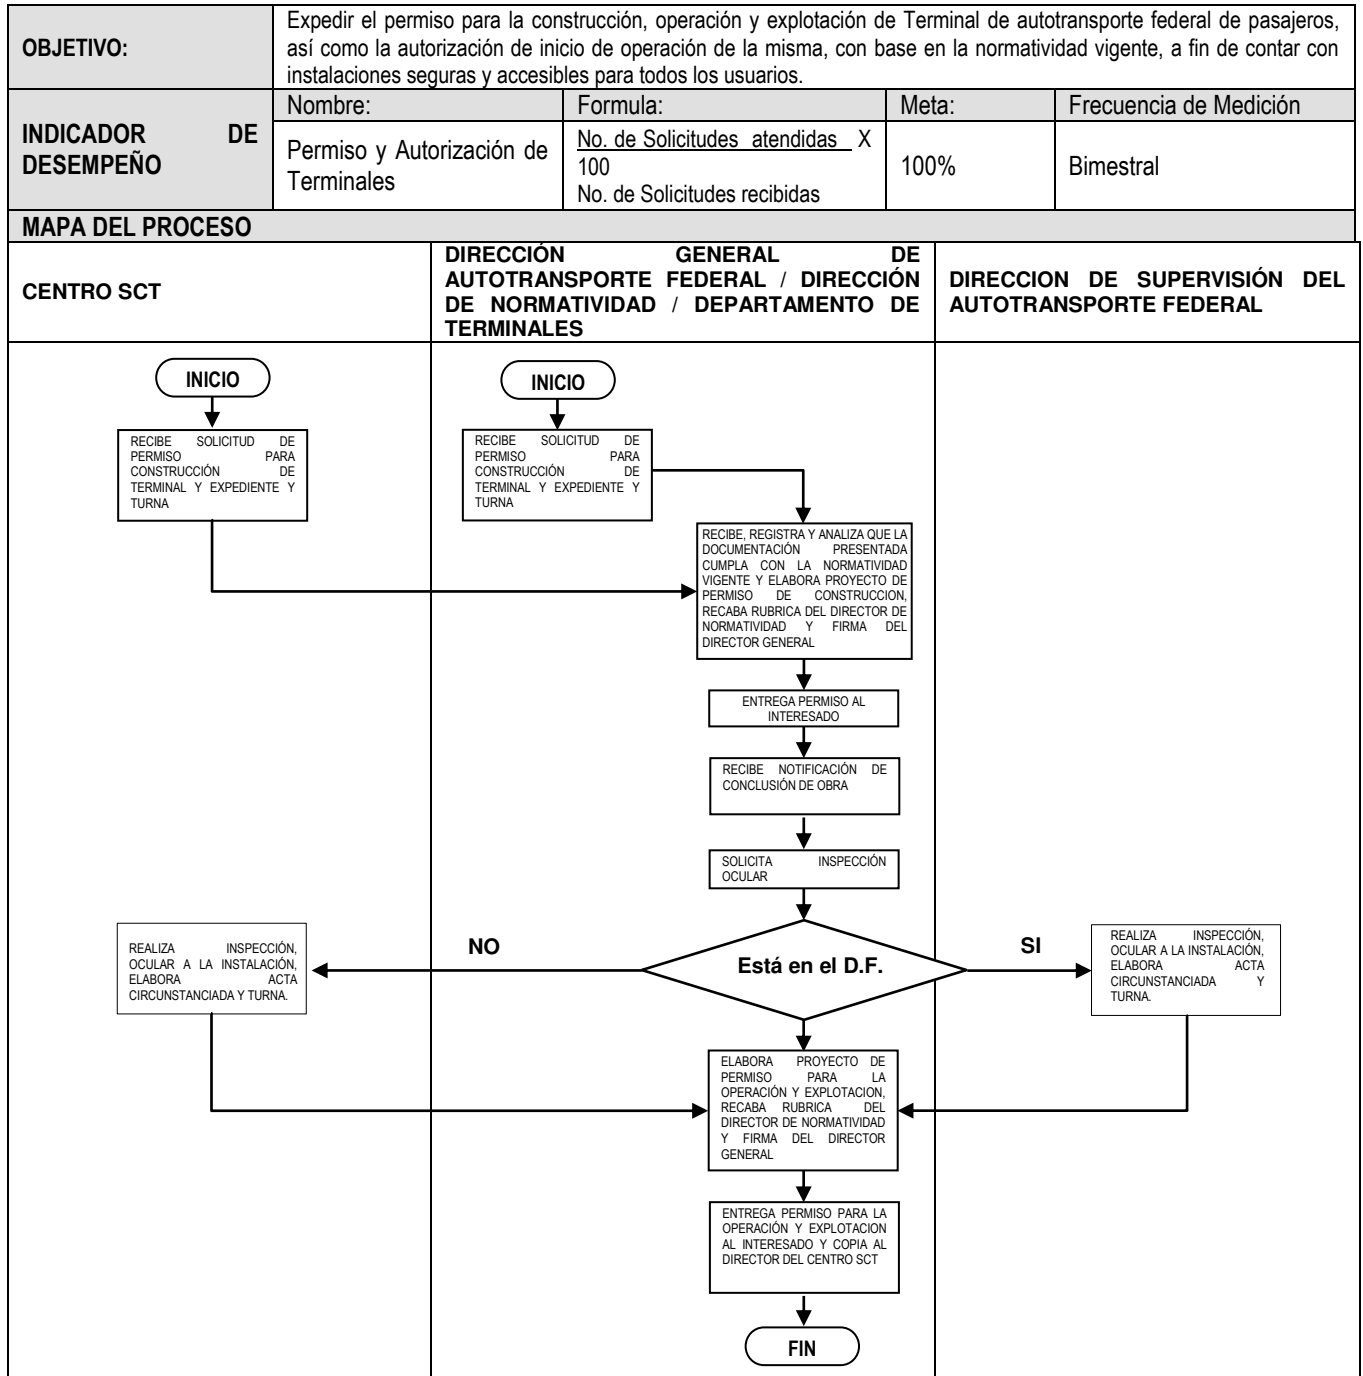 OBJETIVO:
Expedir el permiso para la construcción, operación y explotación de Terminal de autotransporte federal de pasajeros,
así como la autorización de inicio de operación de la misma, con base en la normatividad vigente, a fin de contar con
instalaciones seguras y accesibles para todos los usuarios.
INDICADOR DE
DESEMPEÑO
Nombre:
Formula:
Meta:
Frecuencia de Medición
Permiso y Autorización de
Terminales
No. de Solicitudes atendidas X
100
No. de Solicitudes recibidas
100%
Bimestral
MAPA DEL PROCESO
CENTRO SCT
DIRECCIÓN GENERAL DE
AUTOTRANSPORTE FEDERAL / DIRECCIÓN
DE NORMATIVIDAD / DEPARTAMENTO DE
TERMINALES
DIRECCION DE SUPERVISIÓN DEL
AUTOTRANSPORTE FEDERAL
INICIO
RECIBE SOLICITUD DE
PERMISO PARA
CONSTRUCCIÓN DE
TERMINAL Y EXPEDIENTE Y
TURNA
INICIO
RECIBE SOLICITUD DE
PERMISO PARA
CONSTRUCCIÓN DE
TERMINAL Y EXPEDIENTE Y
TURNA
RECIBE, REGISTRA Y ANALIZA QUE LA
DOCUMENTACIÓN PRESENTADA
CUMPLA CON LA NORMATIVIDAD
VIGENTE Y ELABORA PROYECTO DE
PERMISO DE CONSTRUCCION,
RECABA RUBRICA DEL DIRECTOR DE
NORMATIVIDAD Y FIRMA DEL
DIRECTOR GENERAL
ENTREGA PERMISO AL
INTERESADO
RECIBE NOTIFICACIÓN DE
CONCLUSIÓN DE OBRA
SOLICITA INSPECCIÓN
OCULAR
Está en el D.F.
NO
SI
REALIZA INSPECCIÓN,
OCULAR A LA INSTALACIÓN,
ELABORA ACTA
CIRCUNSTANCIADA Y TURNA.
REALIZA INSPECCIÓN,
OCULAR A LA INSTALACIÓN,
ELABORA ACTA
CIRCUNSTANCIADA Y
TURNA.
ELABORA PROYECTO DE
PERMISO PARA LA
OPERACIÓN Y EXPLOTACION,
RECABA RUBRICA DEL
DIRECTOR DE NORMATIVIDAD
Y FIRMA DEL DIRECTOR
GENERAL
ENTREGA PERMISO PARA LA
OPERACIÓN Y EXPLOTACION
AL INTERESADO Y COPIA AL
DIRECTOR DEL CENTRO SCT
FIN